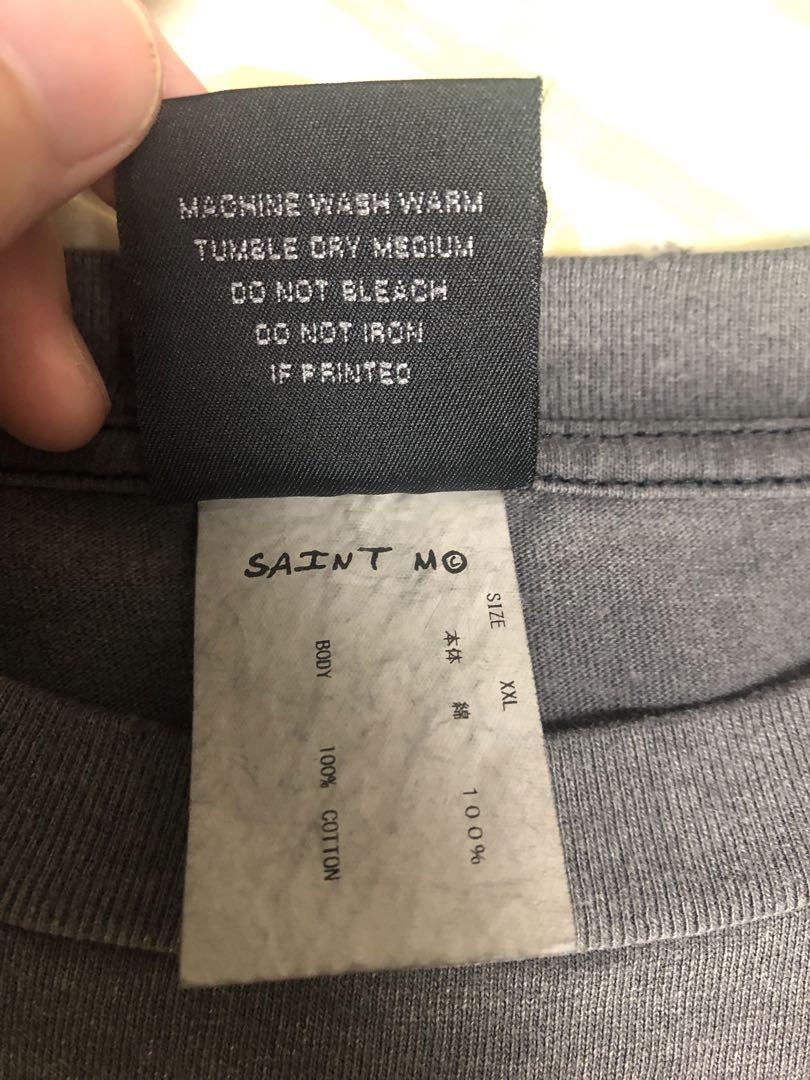 MACHINE WASH WARM
TUMBLE DRY MEDIUM
DO NOT BLEACH
DO NOT IRON
IF PRINTED
SAINT M©
SIZE XXL
本体 綿 100%
BODY 100% COTTON